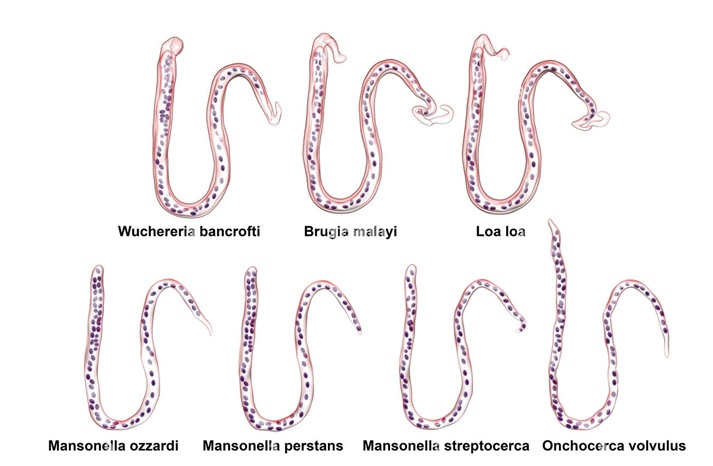 Wuchereria bancrofti
Brugia malayi
Loa loa
Mansonella ozzardi
Mansonella perstans
Mansonella streptocerca
Onchocerca volvulus